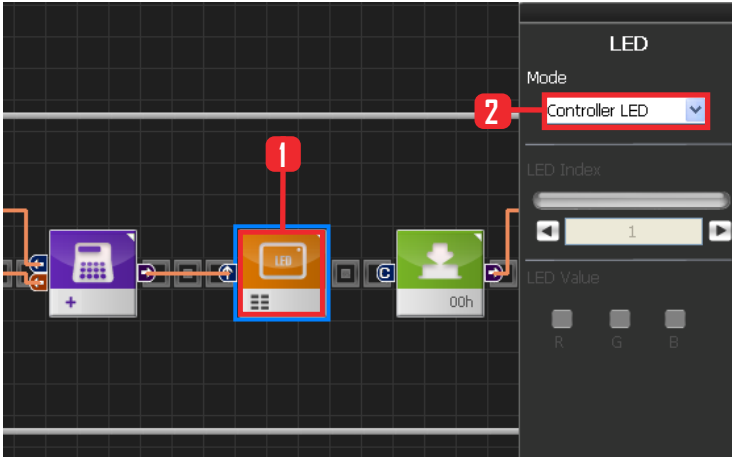 LED
Mode
2
Controller LED
1
LED Index
1
LED
C
+
00h
LED Value
R G B